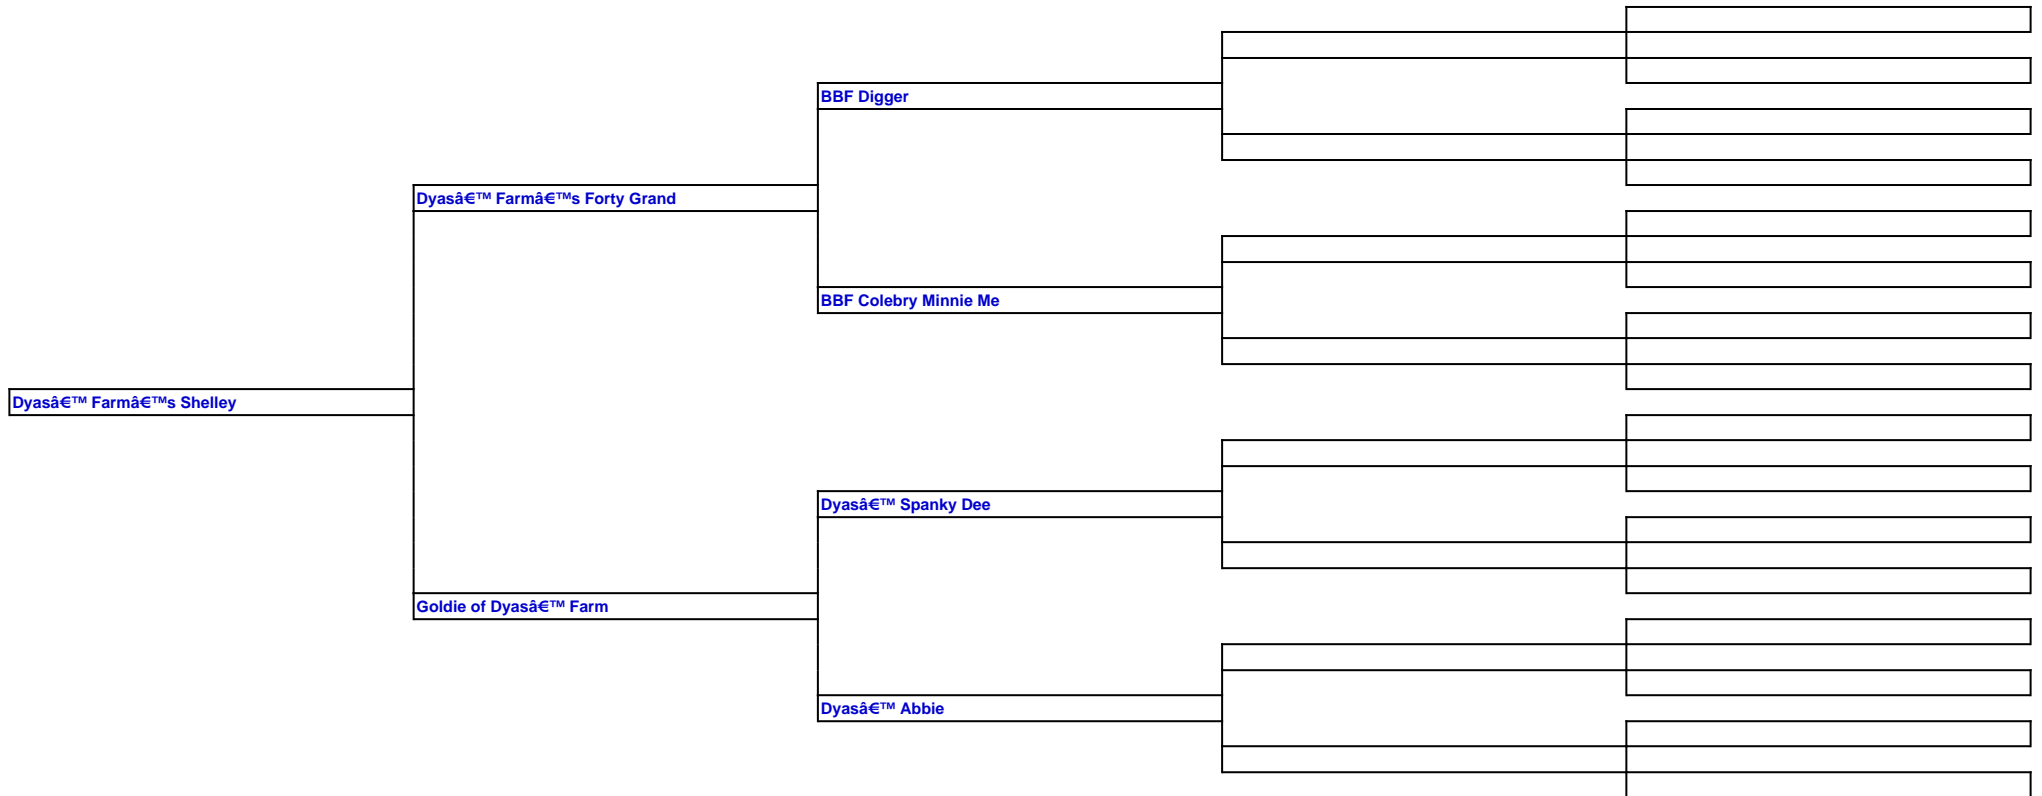 BBF Digger
Dyasâ€™ Farmâ€™s Forty Grand
BBF Colebry Minnie Me
Dyasâ€™ Farmâ€™s Shelley
Dyasâ€™ Spanky Dee
Goldie of Dyasâ€™ Farm
Dyasâ€™ Abbie